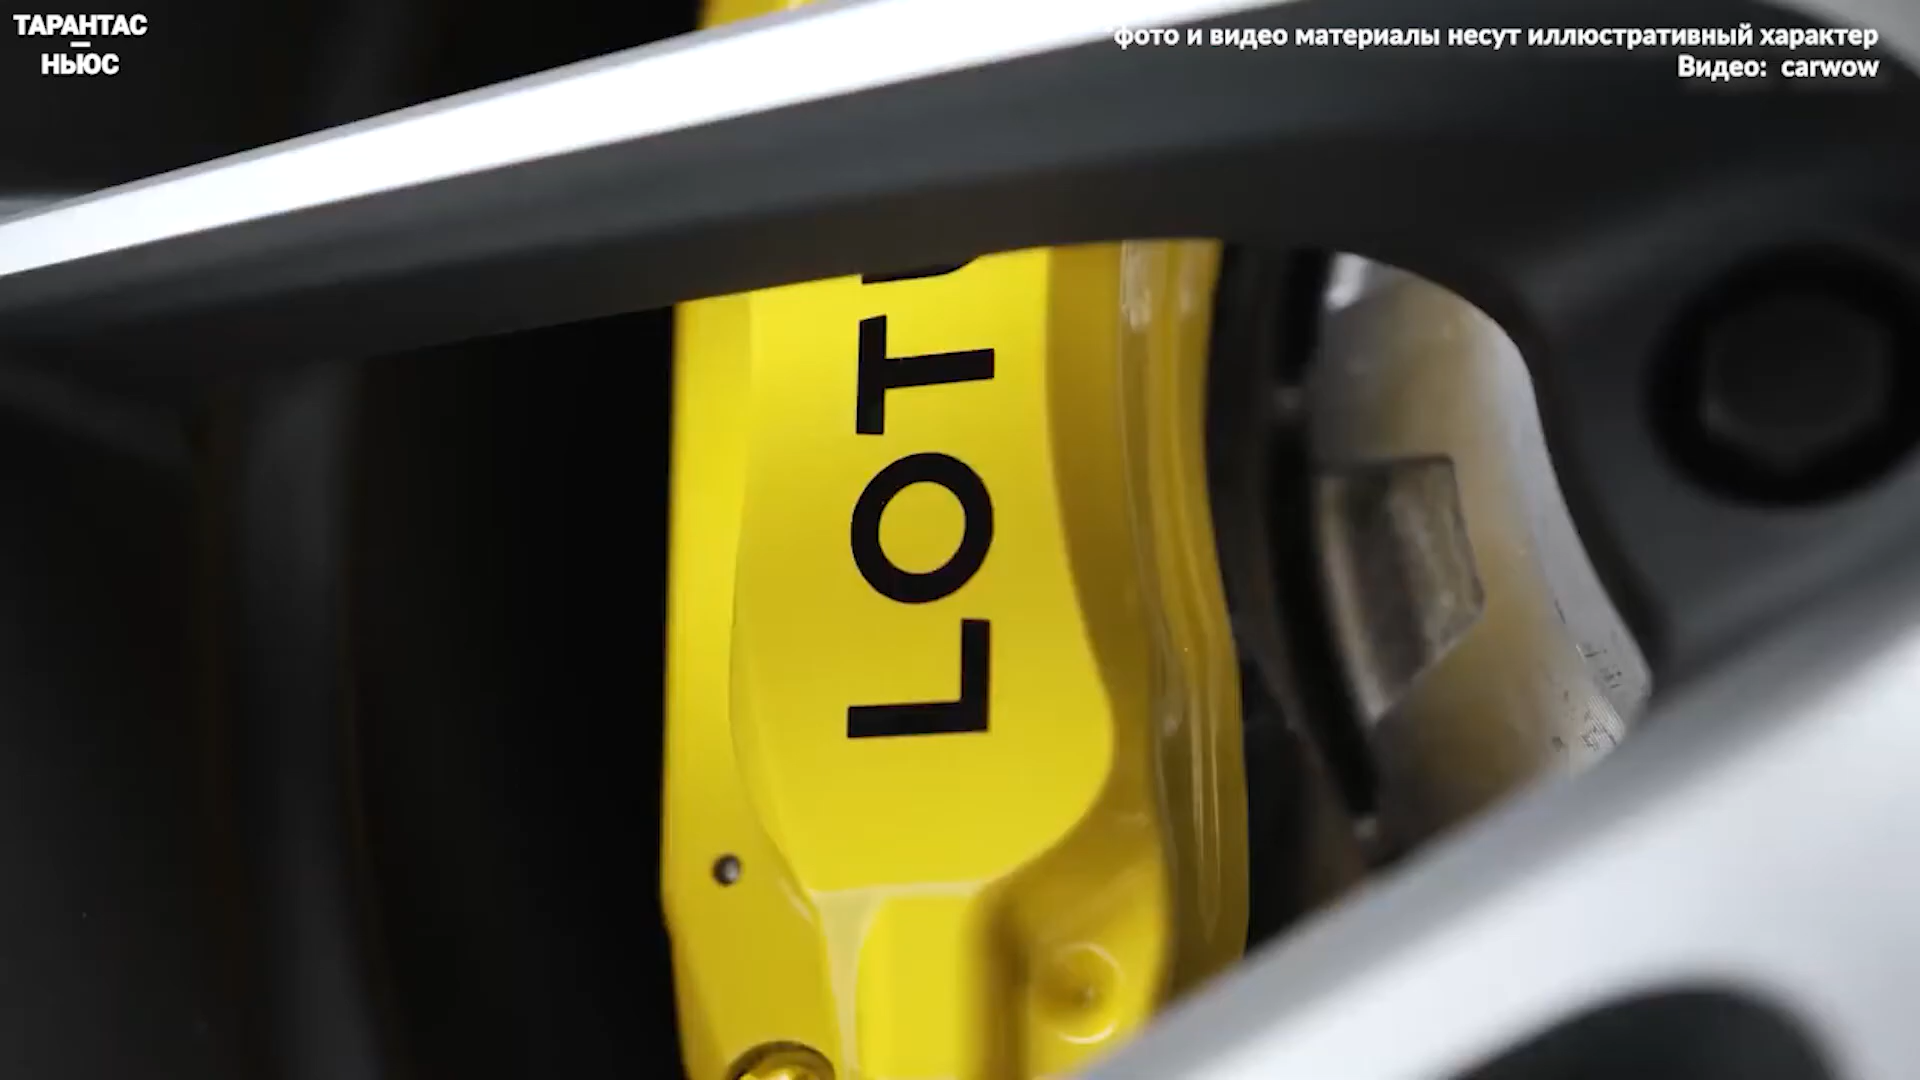 ТАРАНТАС
НЬЮС
фото и видео материалы несут иллюстративный характер
Видео: carwow
LOT